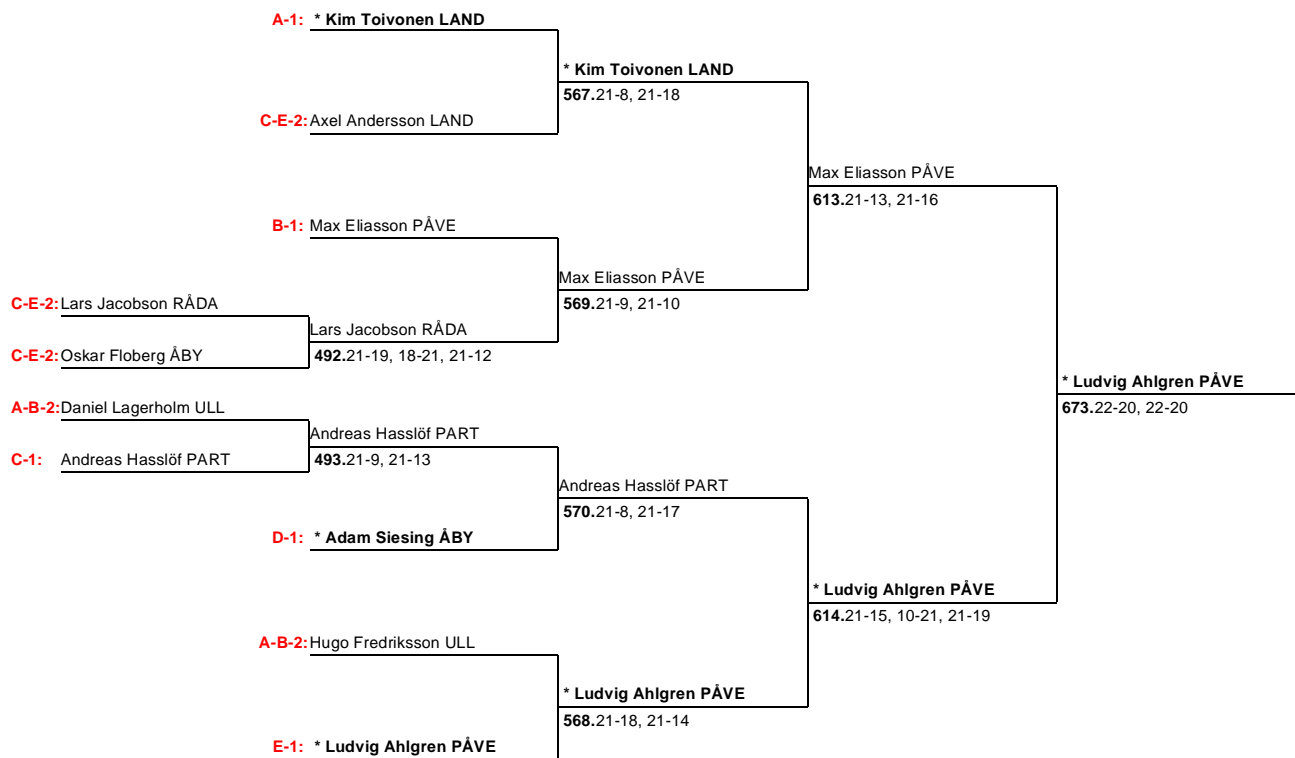 A-1: * Kim Toivonen LAND
* Kim Toivonen LAND
567.21-8, 21-18
C-E-2: Axel Andersson LAND
Max Eliasson PÅVE
613.21-13, 21-16
B-1: Max Eliasson PÅVE
Max Eliasson PÅVE
569.21-9, 21-10
C-E-2: Lars Jacobson RÅDA
Lars Jacobson RÅDA
492.21-19, 18-21, 21-12
C-E-2: Oskar Floberg ÅBY
* Ludvig Ahlgren PÅVE
673.22-20, 22-20
A-B-2: Daniel Lagerholm ULL
Andreas Hasslöf PART
493.21-9, 21-13
C-1: Andreas Hasslöf PART
Andreas Hasslöf PART
570.21-8, 21-17
D-1: * Adam Siesing ÅBY
* Ludvig Ahlgren PÅVE
614.21-15, 10-21, 21-19
A-B-2: Hugo Fredriksson ULL
* Ludvig Ahlgren PÅVE
568.21-18, 21-14
E-1: * Ludvig Ahlgren PÅVE